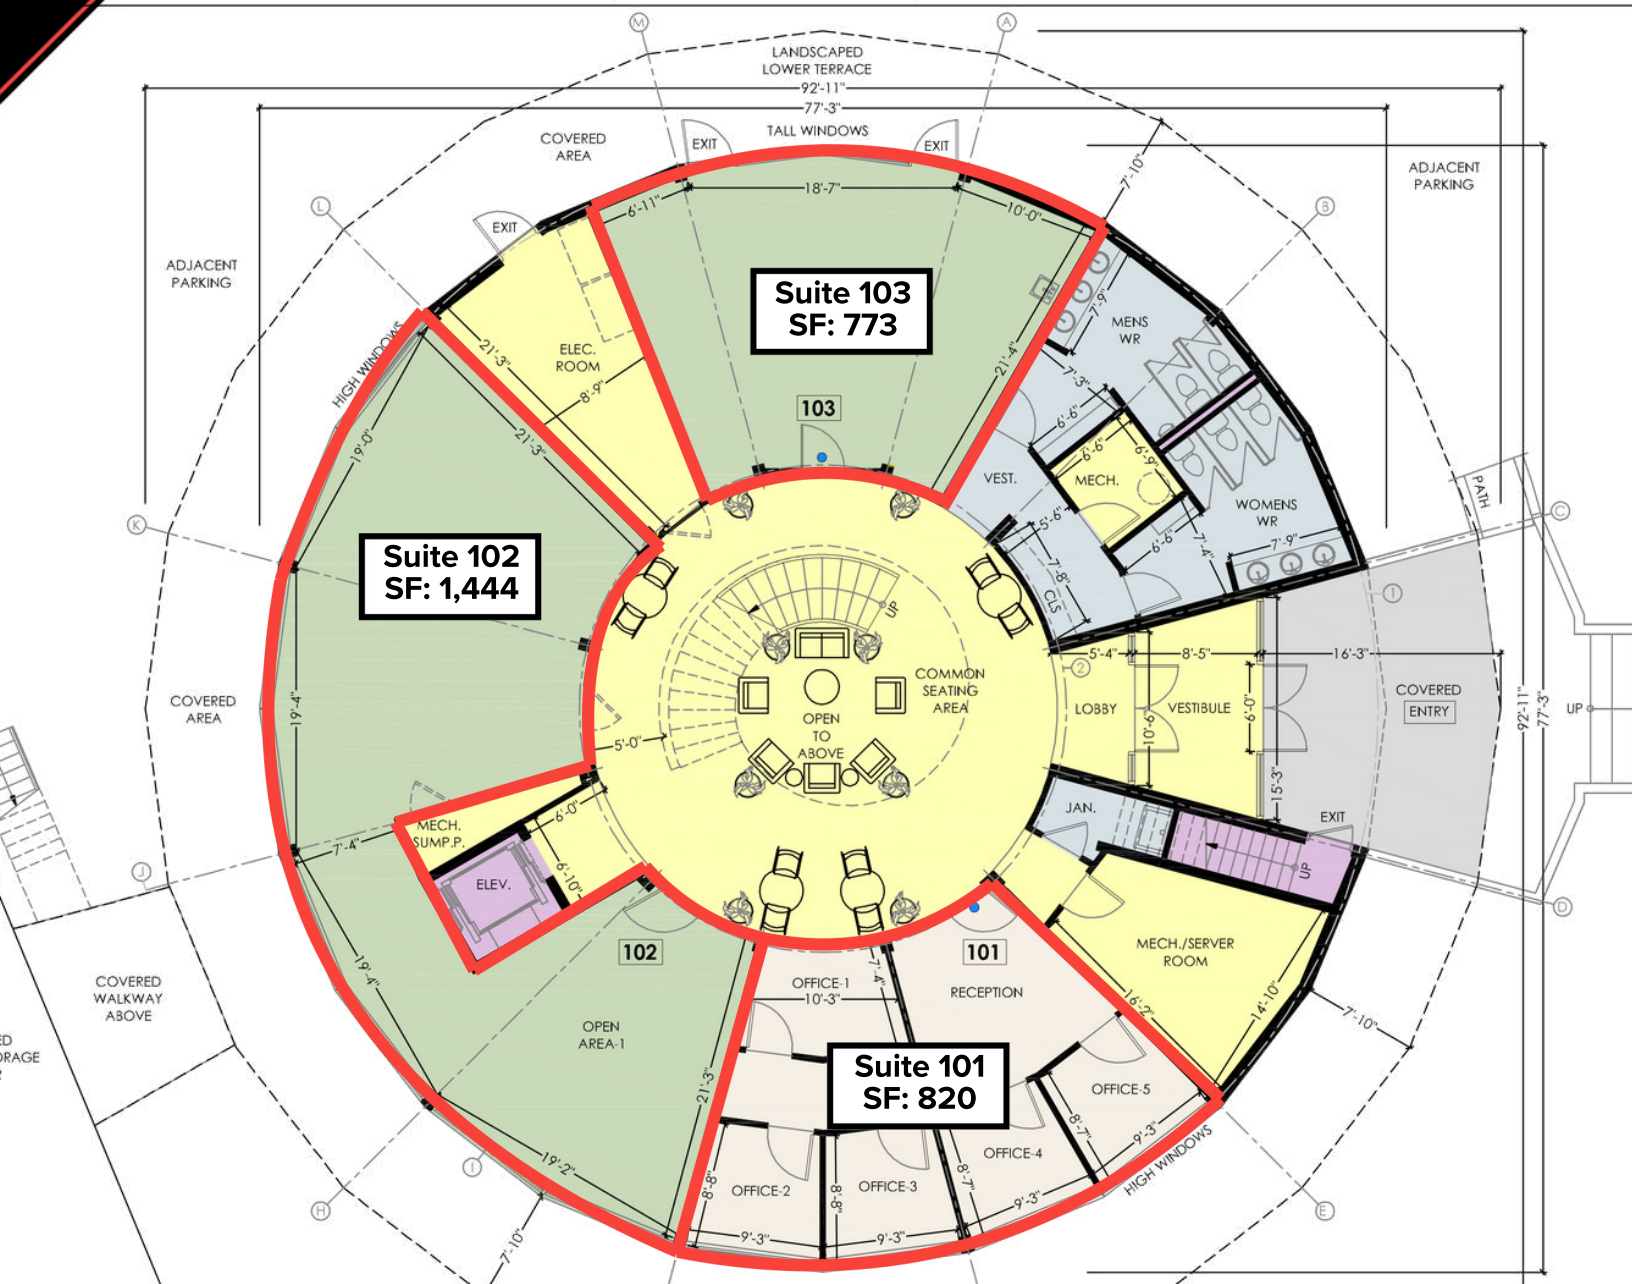 M
A
LANDSCAPED
LOWER TERRACE
92'-11"
77'-3"
TALL WINDOWS
COVERED
AREA
EXIT
EXIT
7'-10"
ADJACENT
PARKING
L
B
EXIT
6'-11"
18'-7"
10'-0"
ADJACENT
PARKING
Suite 103
SF: 773
7'-9"
MENS
WR
HIGH WINDOWS
21'-3"
ELEC.
ROOM
8'-9"
21'-4"
7'-3"
103
6'-6"
19'-0"
21'-3"
6'-6"
6'-9"
VEST.
MECH.
PATH
K
C
WOMENS
WR
5'-6"
6'-6"
7'-4"
7'-9"
Suite 102
SF: 1,444
7'-8"
CLS
1
UP
5'-4"
8'-5"
16'-3"
2
COMMON
SEATING
AREA
COVERED
ENTRY
COVERED
AREA
19'-4"
LOBBY
VESTIBULE
6'-0"
10'-6"
UP
92'-11"
77'-3"
OPEN
TO
ABOVE
5'-0"
15'-3"
6'-0"
JAN.
EXIT
MECH.
SUMP.P.
7'-4"
J
ELEV.
6'-10"
UP
D
102
101
MECH./SERVER
ROOM
19'-4"
7'-4"
OFFICE-1
10'-3"
RECEPTION
16'-2"
14'-10"
7'-10"
COVERED
WALKWAY
ABOVE
OPEN
AREA-1
ED
ORAGE
Suite 101
SF: 820
21'-3"
OFFICE-5
8'-7"
9'-3"
HIGH WINDOWS
I
19'-2"
OFFICE-4
8'-8"
OFFICE-2
8'-8"
OFFICE-3
8'-7"
9'-3"
H
E
7'-10"
9'-3"
9'-3"